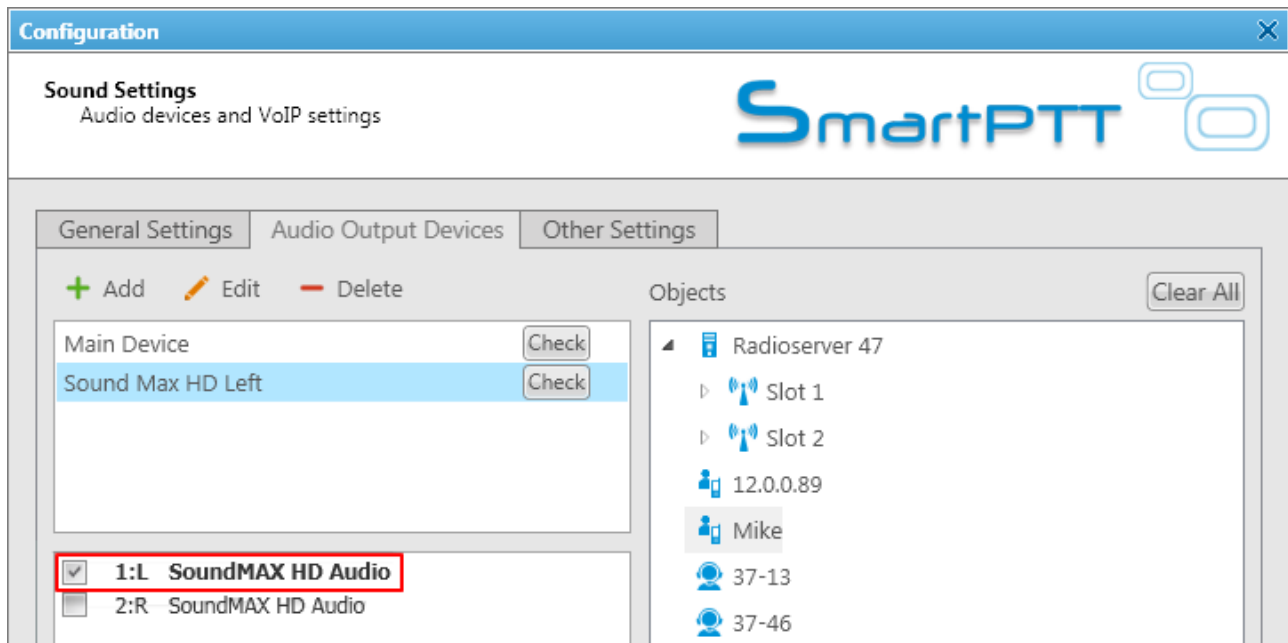 Configuration
Sound Settings
Audio devices and VoIP settings
SmartPTT
General Settings Audio Output Devices Other Settings
Add Edit Delete
Objects Clear All
Main Device Check
Sound Max HD Left Check
1:L SoundMAX HD Audio
2:R SoundMAX HD Audio
Radioserver 47
Slot 1
Slot 2
12.0.0.89
Mike
37-13
37-46